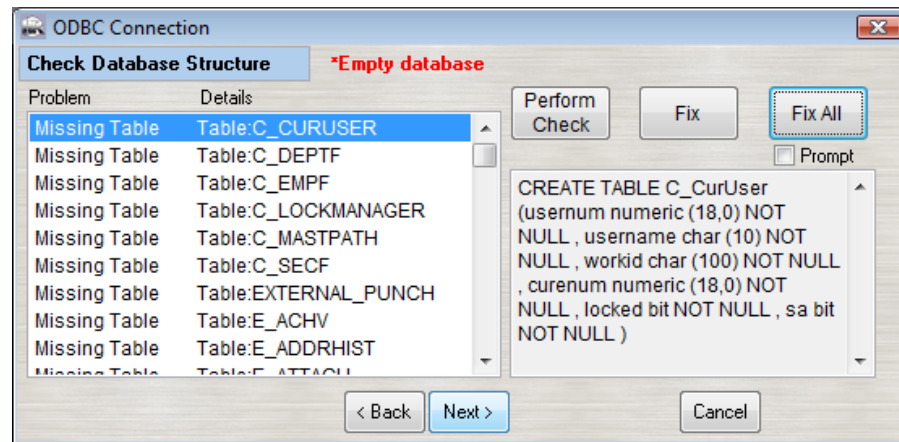 ODBC Connection
Check Database Structure *Empty database
Problem Details
Missing Table Table:C_CURUSER
Missing Table Table:C_DEPTF
Missing Table Table:C_EMPF
Missing Table Table:C_LOCKMANAGER
Missing Table Table:C_MASTPATH
Missing Table Table:C_SECF
Missing Table Table:EXTERNAL_PUNCH
Missing Table Table:E_ACHV
Missing Table Table:E_ADDRHIST
Missing Table Table:E_ATTACH
Perform
Check
Fix
Fix All
Prompt
CREATE TABLE C_CurUser
(usernum numeric (18,0) NOT
NULL , username char (10) NOT
NULL , workid char (100) NOT NULL
, curenum numeric (18,0) NOT
NULL , locked bit NOT NULL , sa bit
NOT NULL )
< Back
Next >
Cancel